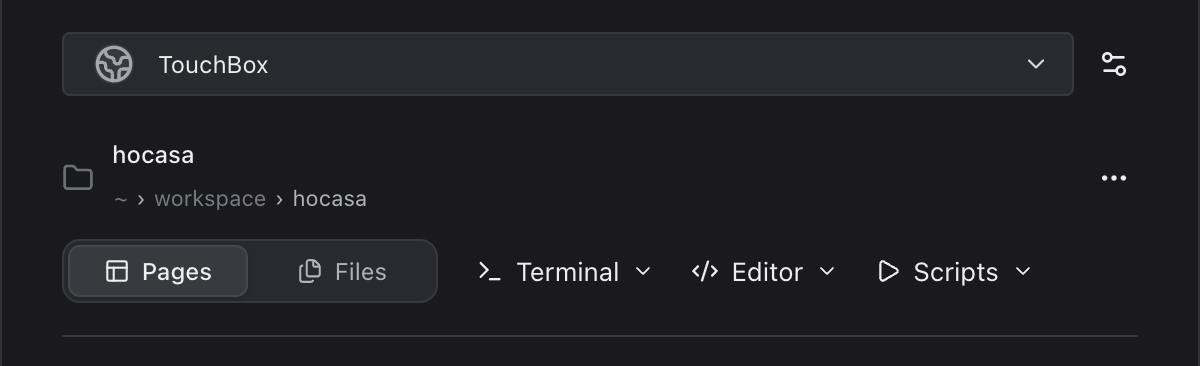 TouchBox
hocasa
~ › workspace › hocasa
Pages Files Terminal Editor Scripts